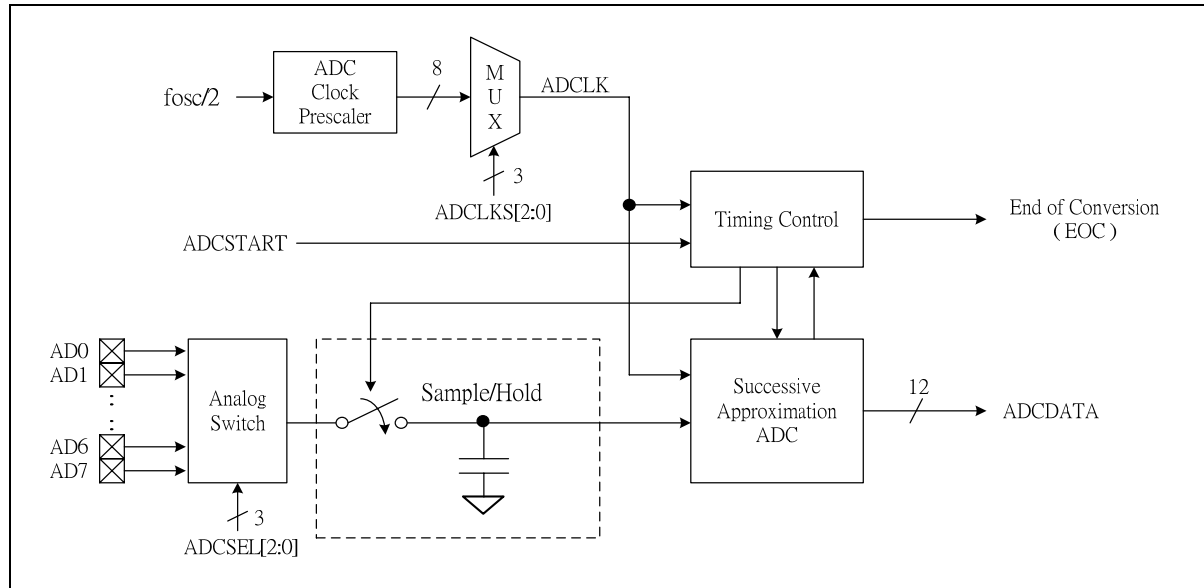 fosc/2
ADC
Clock
Prescaler
8
M
U
X
ADCLK
3
ADCLKS[2:0]
ADCSTART
Timing Control
End of Conversion
( EOC )
AD0
AD1
AD6
AD7
Analog
Switch
3
ADCSEL[2:0]
Sample/Hold
Successive
Approximation
ADC
12
ADCDATA